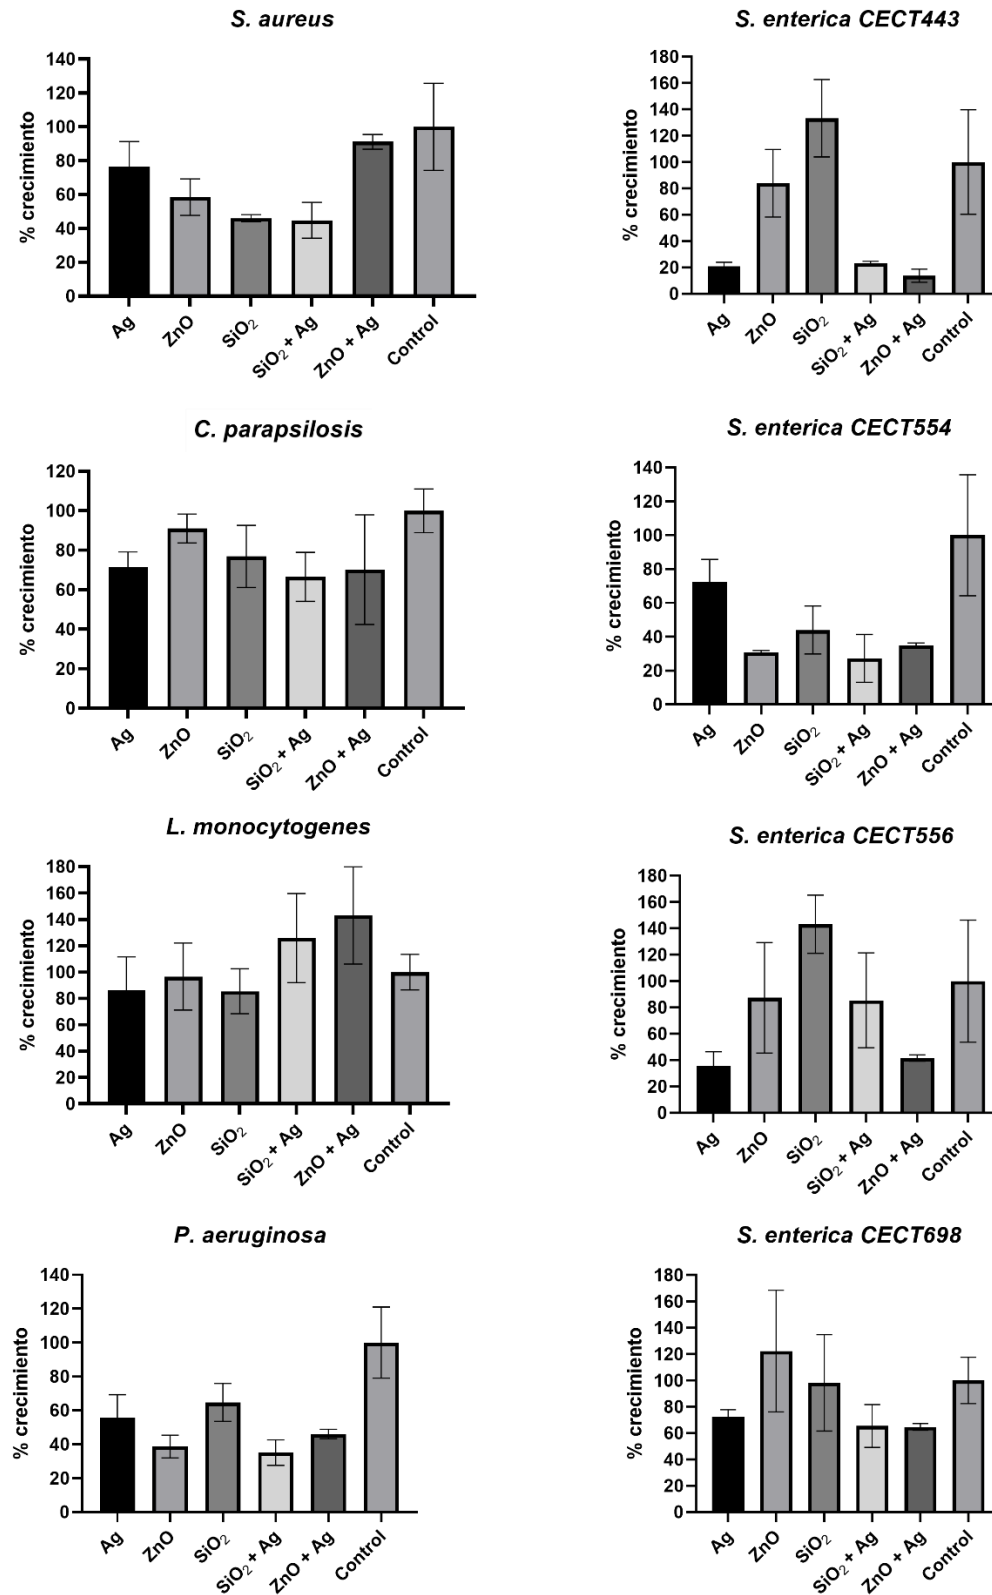 S. aureus
% crecimiento
140
120
100
80
60
40
20
0
Ag
ZnO
SiO₂
SiO₂ + Ag
ZnO + Ag
Control
S. enterica CECT443
% crecimiento
180
160
140
120
100
80
60
40
20
0
Ag
ZnO
SiO₂
SiO₂ + Ag
ZnO + Ag
Control
C. parapsilosis
% crecimiento
120
100
80
60
40
20
0
Ag
ZnO
SiO₂
SiO₂ + Ag
ZnO + Ag
Control
S. enterica CECT554
% crecimiento
140
120
100
80
60
40
20
0
Ag
ZnO
SiO₂
SiO₂ + Ag
ZnO + Ag
Control
L. monocytogenes
% crecimiento
180
160
140
120
100
80
60
40
20
0
Ag
ZnO
SiO₂
SiO₂ + Ag
ZnO + Ag
Control
S. enterica CECT556
% crecimiento
180
160
140
120
100
80
60
40
20
0
Ag
ZnO
SiO₂
SiO₂ + Ag
ZnO + Ag
Control
P. aeruginosa
% crecimiento
140
120
100
80
60
40
20
0
Ag
ZnO
SiO₂
SiO₂ + Ag
ZnO + Ag
Control
S. enterica CECT698
% crecimiento
180
160
140
120
100
80
60
40
20
0
Ag
ZnO
SiO₂
SiO₂ + Ag
ZnO + Ag
Control